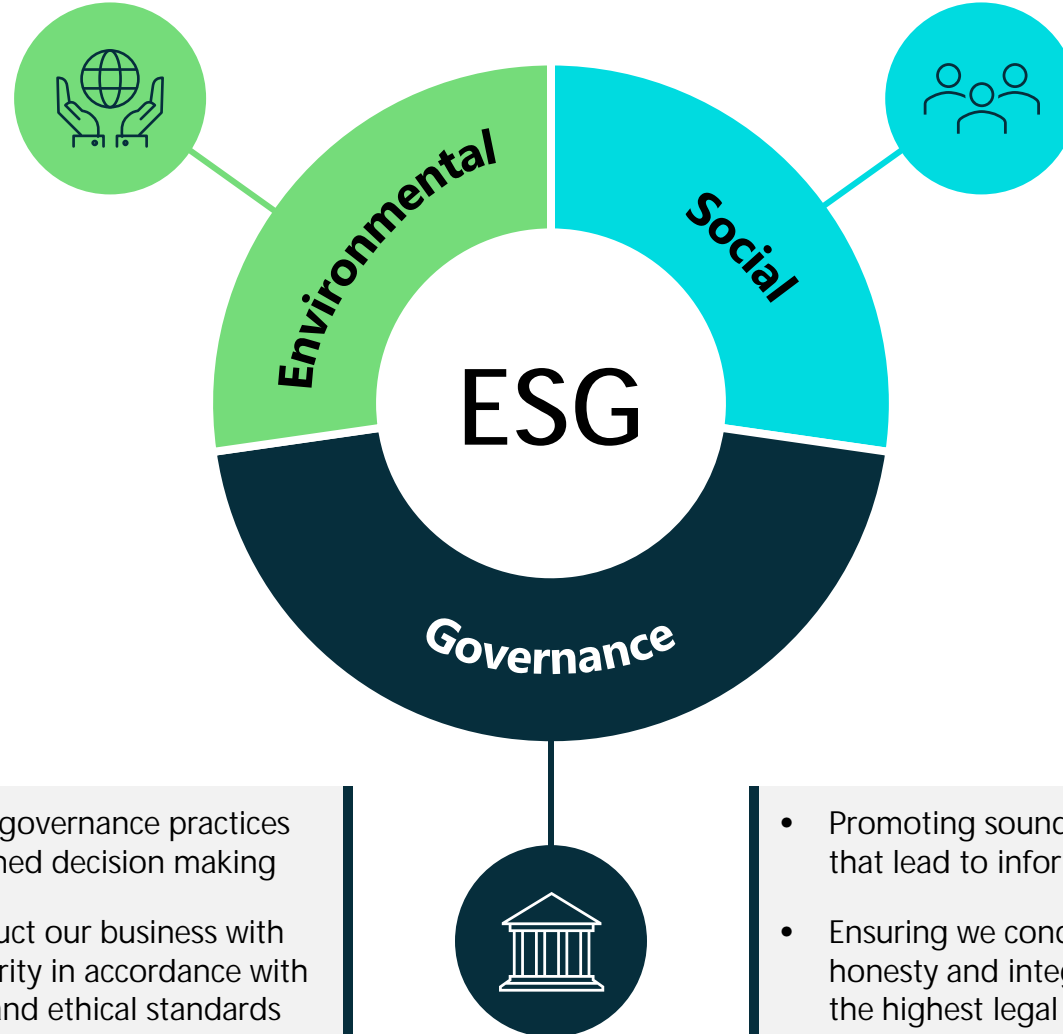 Environmental
Social
ESG
Governance
governance practices
ned decision making
uct our business with
rity in accordance with
and ethical standards
• Promoting sound
that lead to infor
• Ensuring we cond
honesty and integ
the highest legal